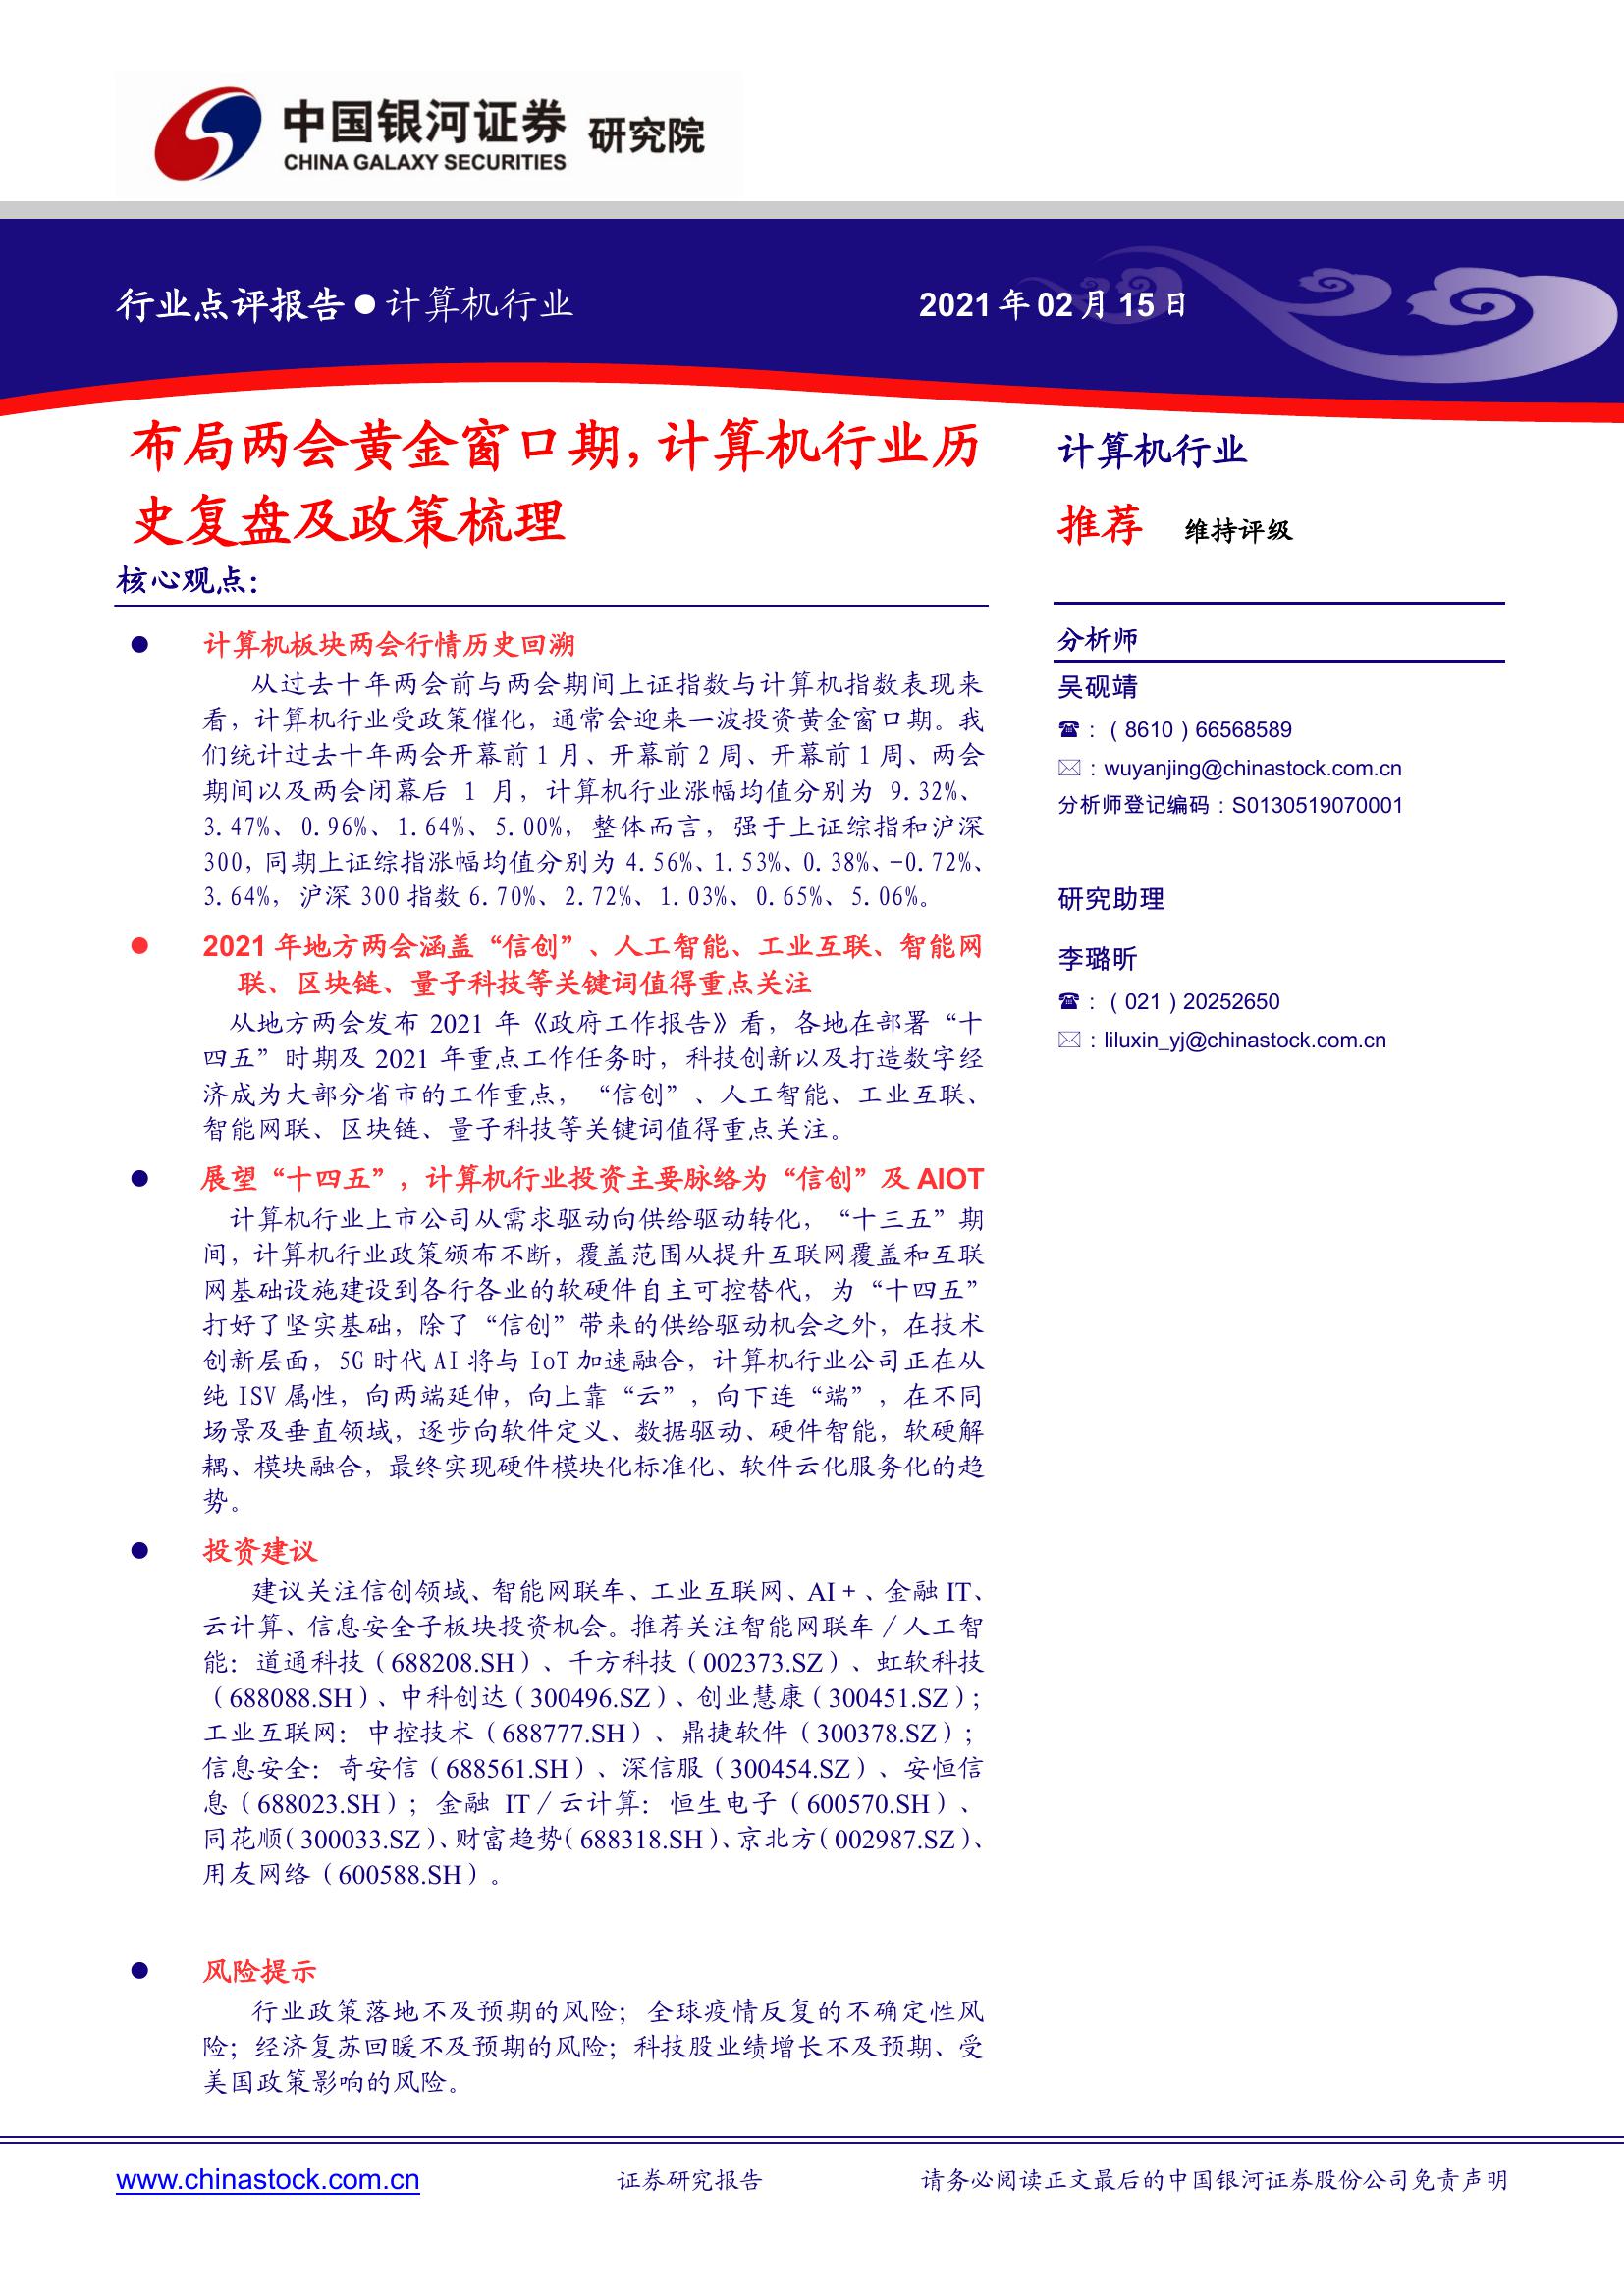 中国银河证券 研究院
CHINA GALAXY SECURITIES
行业点评报告●计算机行业
2021年02月15日
布局两会黄金窗口期，计算机行业历
史复盘及政策梳理
核心观点：
● 计算机板块两会行情历史回溯
从过去十年两会前与两会期间上证指数与计算机指数表现来
看，计算机行业受政策催化，通常会迎来一波投资黄金窗口期。我
们统计过去十年两会开幕前1月、开幕前2周、开幕前1周、两会
期间以及两会闭幕后 1 月，计算机行业涨幅均值分别为 9.32%、
3.47%、0.96%、1.64%、5.00%，整体而言，强于上证综指和沪深
300，同期上证综指涨幅均值分别为4.56%、1.53%、0.38%、-0.72%、
3.64%，沪深300指数6.70%、2.72%、1.03%、0.65%、5.06%。
● 2021年地方两会涵盖“信创”、人工智能、工业互联、智能网
联、区块链、量子科技等关键词值得重点关注
从地方两会发布 2021 年《政府工作报告》看，各地在部署“十
四五”时期及 2021 年重点工作任务时，科技创新以及打造数字经
济成为大部分省市的工作重点，“信创”、人工智能、工业互联、
智能网联、区块链、量子科技等关键词值得重点关注。
● 展望“十四五”，计算机行业投资主要脉络为“信创”及AIOT
计算机行业上市公司从需求驱动向供给驱动转化，“十三五”期
间，计算机行业政策颁布不断，覆盖范围从提升互联网覆盖和互联
网基础设施建设到各行各业的软硬件自主可控替代，为“十四五”
打好了坚实基础，除了“信创”带来的供给驱动机会之外，在技术
创新层面，5G时代AI将与IoT加速融合，计算机行业公司正在从
纯ISV属性，向两端延伸，向上靠“云”，向下连“端”，在不同
场景及垂直领域，逐步向软件定义、数据驱动、硬件智能，软硬解
耦、模块融合，最终实现硬件模块化标准化、软件云化服务化的趋
势。
● 投资建议
建议关注信创领域、智能网联车、工业互联网、AI+、金融IT、
云计算、信息安全子板块投资机会。推荐关注智能网联车/人工智
能：道通科技（688208.SH）、千方科技（002373.SZ）、虹软科技
（688088.SH）、中科创达（300496.SZ）、创业慧康（300451.SZ）；
工业互联网：中控技术（688777.SH）、鼎捷软件（300378.SZ）；
信息安全：奇安信（688561.SH）、深信服（300454.SZ）、安恒信
息（688023.SH）；金融 IT/云计算：恒生电子（600570.SH）、
同花顺（300033.SZ）、财富趋势（688318.SH）、京北方（002987.SZ）、
用友网络（600588.SH）。
● 风险提示
行业政策落地不及预期的风险；全球疫情反复的不确定性风
险；经济复苏回暖不及预期的风险；科技股业绩增长不及预期、受
美国政策影响的风险。
计算机行业
推荐 维持评级
分析师
吴砚靖
☎：（8610）66568589
✉：wuyanjing@chinastock.com.cn
分析师登记编码：S0130519070001
研究助理
李璐昕
☎：（021）20252650
✉：liluxin_yj@chinastock.com.cn
www.chinastock.com.cn 证券研究报告 请务必阅读正文最后的中国银河证券股份公司免责声明